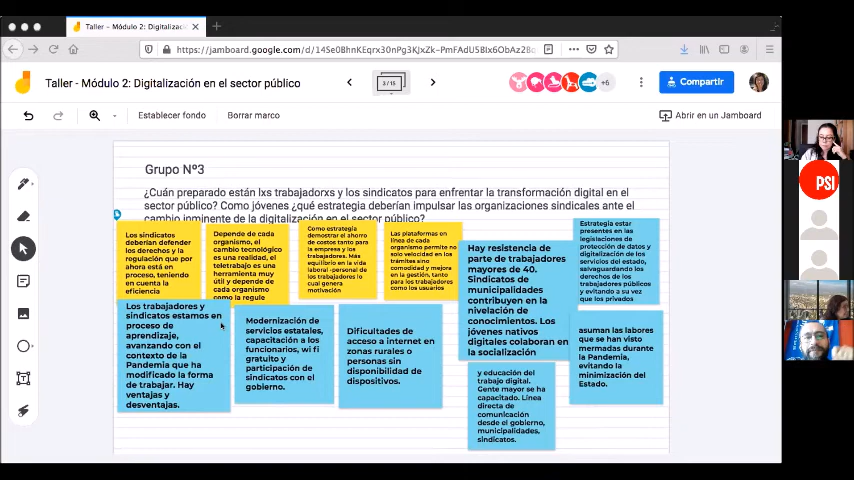 Taller - Módulo 2: Digitalizac
https://jamboard.google.com/d/
Taller - Módulo 2: Digitalización en el sector público
3 / 15
+6
Compartir
Establecer fondo
Borrar marco
Abrir en un Jamboard
Grupo Nº3
¿Cuán preparado están lxs trabajadorxs y los sindicatos para enfrentar la transformación digital en el
sector público? Como jóvenes ¿qué estrategia deberían impulsar las organizaciones sindicales ante el
cambio inminente de la digitalización en el sector público?
Los sindicatos
deberían defender
los derechos y la
regulación que por
ahora está en
proceso, teniendo
en cuenta la
eficiencia
Depende de cada
organismo, el
cambio tecnológico
es una realidad, el
teletrabajo es una
herramienta muy
útil y depende de
cada organismo
como la regule
Como estrategia
demostrar el ahorro
de costos tanto para
la empresa y los
trabajadores. Más
equilibrio en la vida
laboral -personal de
los trabajadores lo
cual genera
motivación
Las plataformas en
línea de cada
organismo permite no
solo velocidad en los
trámites sino
comodidad y mejora
en la gestión, tanto
para los trabajadores
como los usuarios
Hay resistencia de
parte de trabajadores
mayores de 40.
Sindicatos de
municipalidades
contribuyen en la
nivelación de
conocimientos. Los
jóvenes nativos
digitales colaboran en
la socialización
Estrategia estar
presentes en las
legislaciones de
protección de datos y
digitalización de los
servicios del estado,
salvaguardando los
derechos de los
trabajadores públicos
y evitando a su vez
que los privados
Los trabajadores y
sindicatos estamos en
proceso de
aprendizaje,
avanzando con el
contexto de la
Pandemia que ha
modificado la forma
de trabajar. Hay
ventajas y
desventajas.
Modernización de
servicios estatales,
capacitación a los
funcionarios, wi fi
gratuito y
participación de
sindicatos con el
gobierno.
Dificultades de
acceso a internet en
zonas rurales o
personas sin
disponibilidad de
dispositivos.
y educación del
trabajo digital.
Gente mayor se ha
capacitado. Línea
directa de
comunicación
desde el gobierno,
municipalidades,
sindicatos.
asuman las labores
que se han visto
mermadas durante
la Pandemia,
evitando la
minimización del
Estado.
PSI